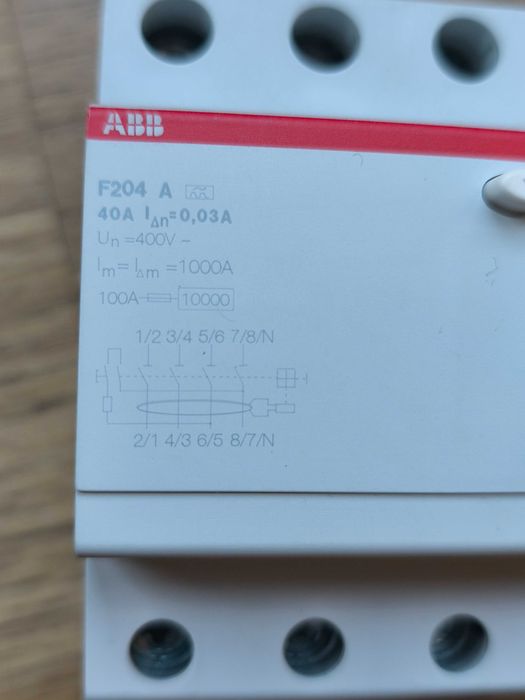 ABB
F204 A
40A IΔn=0,03A
Un =400V ~
Im= IΔm =1000A
100A 10000
1/2 3/4 5/6 7/8/N
2/1 4/3 6/5 8/7/N